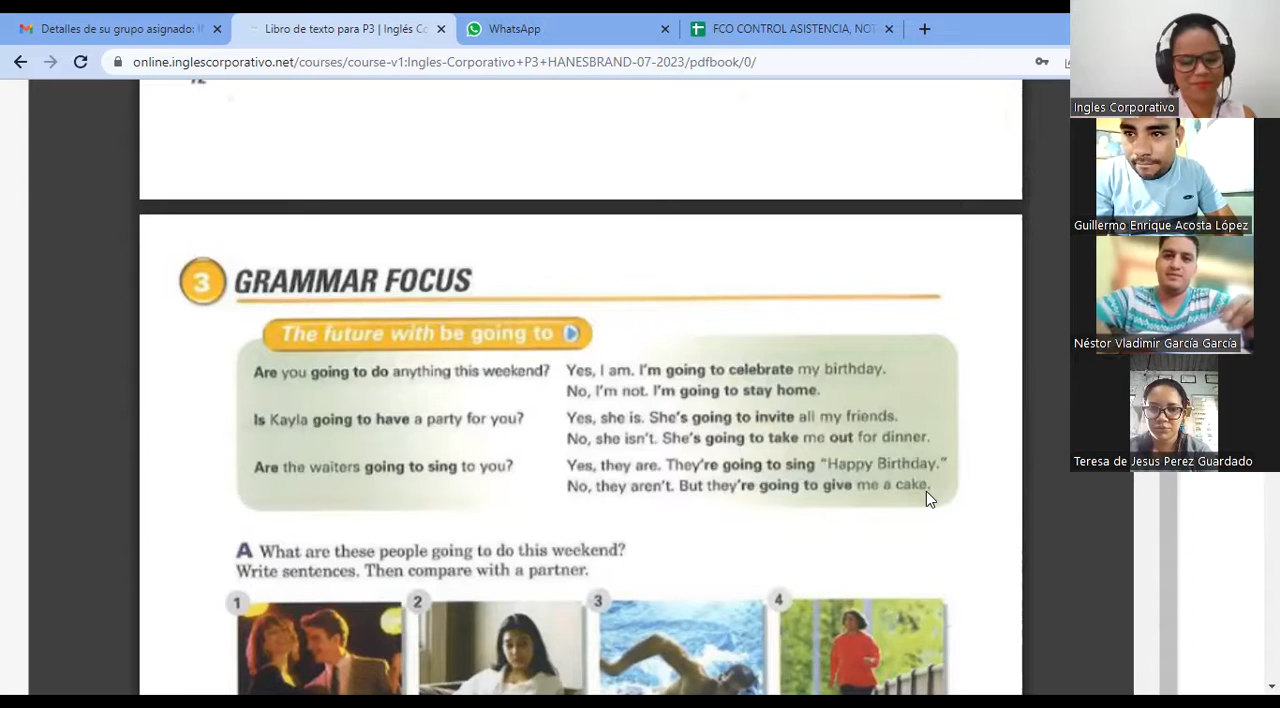 Detalles de su grupo asignado: I
Libro de texto para P3 | Inglés Co
WhatsApp
FCO CONTROL ASISTENCIA, NOT
online.inglescorporativo.net/courses/course-v1:Ingles-Corporativo+P3+HANESBRAND-07-2023/pdfbook/0/
Ingles Corporativo
Guillermo Enrique Acosta López
Néstor Vladimir García García
Teresa de Jesus Perez Guardado
72
3 GRAMMAR FOCUS
The future with be going to
Are you going to do anything this weekend? Yes, I am. I'm going to celebrate my birthday.
No, I'm not. I'm going to stay home.
Is Kayla going to have a party for you? Yes, she is. She's going to invite all my friends.
No, she isn't. She's going to take me out for dinner.
Are the waiters going to sing to you? Yes, they are. They're going to sing "Happy Birthday."
No, they aren't. But they're going to give me a cake.
A What are these people going to do this weekend?
Write sentences. Then compare with a partner.
1 2 3 4